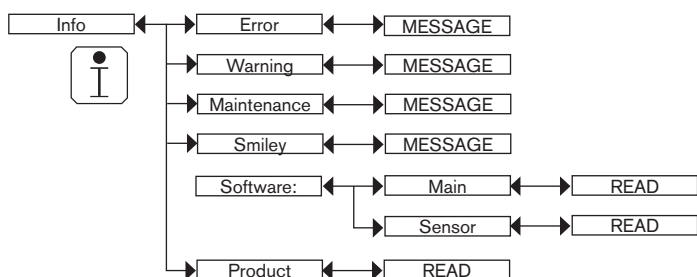 Info Error MESSAGE
Warning MESSAGE
Maintenance MESSAGE
Smiley MESSAGE
Software: Main READ
Sensor READ
Product READ